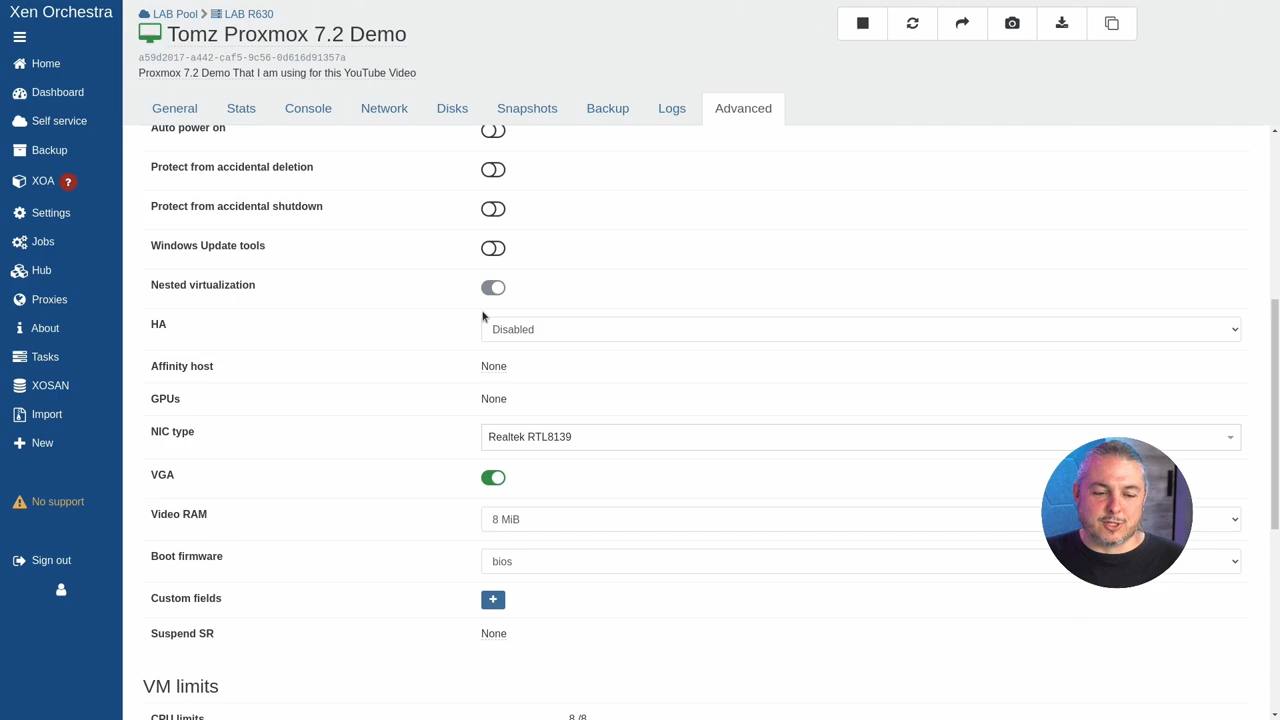 Xen Orchestra
Home
Dashboard
Self service
Backup
XOA ?
Settings
Jobs
Hub
Proxies
About
Tasks
XOSAN
Import
New
No support
Sign out
LAB Pool LAB R630
Tomz Proxmox 7.2 Demo
a59d2017-a442-caf5-9c56-0d616d91357a
Proxmox 7.2 Demo That I am using for this YouTube Video
General Stats Console Network Disks Snapshots Backup Logs Advanced
Auto power on
Protect from accidental deletion
Protect from accidental shutdown
Windows Update tools
Nested virtualization
HA Disabled
Affinity host None
GPUs None
NIC type Realtek RTL8139
VGA
Video RAM 8 MiB
Boot firmware bios
Custom fields +
Suspend SR None
VM limits
CPU limits 8 /8